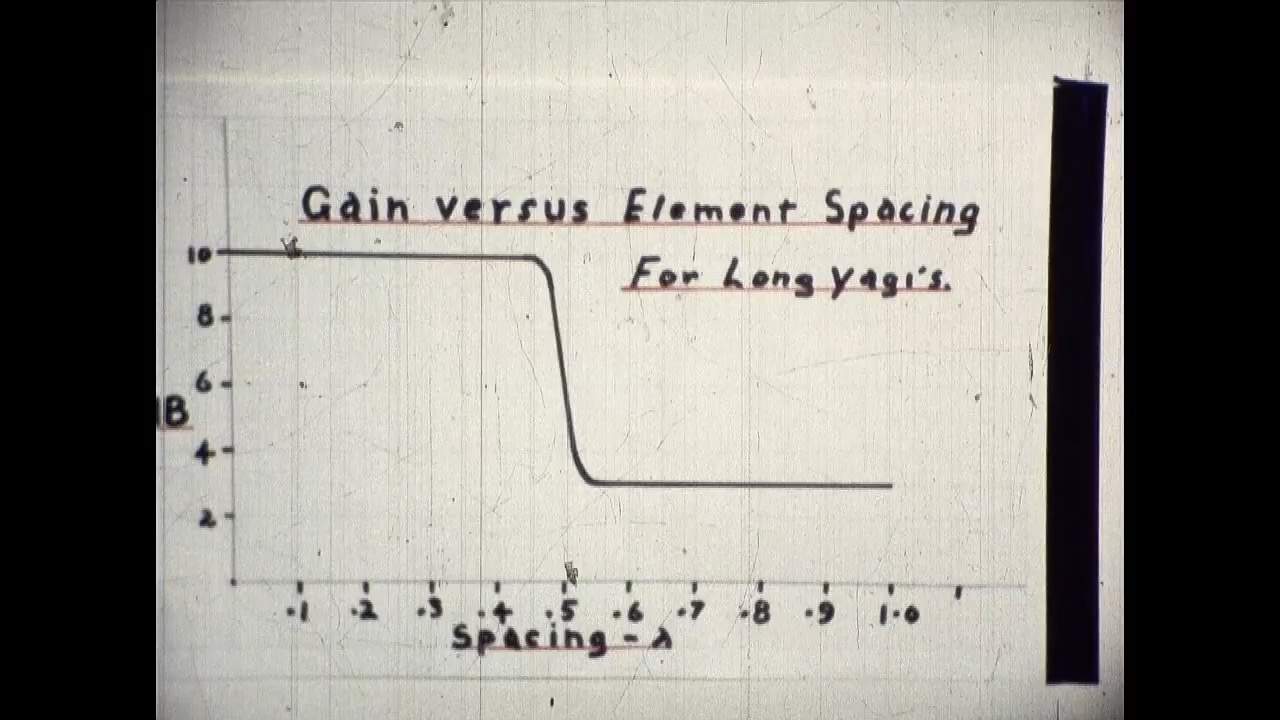 Gain versus Element Spacing
For Long Yagi's.
10
8
6
4
2
.1 .2 .3 .4 .5 .6 .7 .8 .9 1.0
Spacing - λ